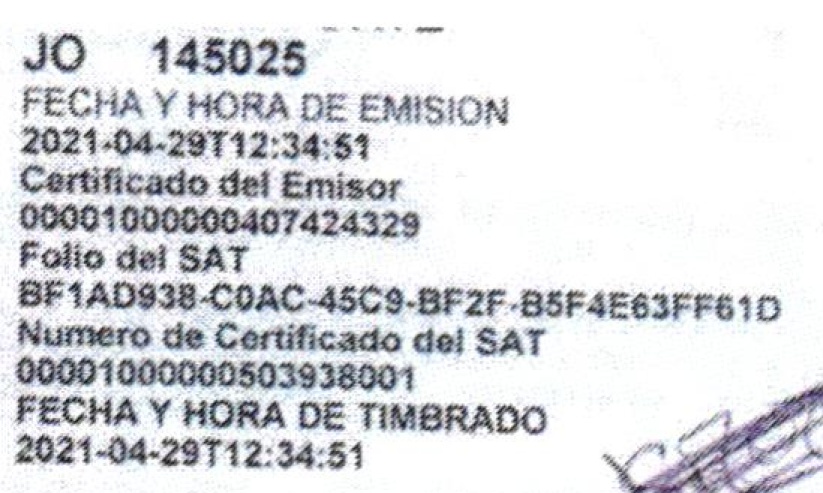 JO 145025
FECHA Y HORA DE EMISION
2021-04-29T12:34:51
Certificado del Emisor
00001000000407424329
Folio del SAT
BF1AD938-C0AC-45C9-BF2F-B5F4E63FF61D
Numero de Certificado del SAT
00001000000503938001
FECHA Y HORA DE TIMBRADO
2021-04-29T12:34:51